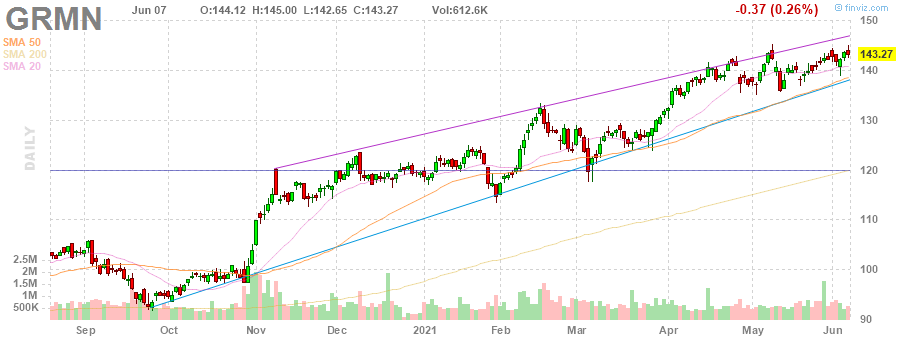 GRMN Jun 07 O:144.12 H:145.00 L:142.65 C:143.27 Vol:612.6K -0.37 (0.26%) © finviz.com
SMA 50
SMA 200
SMA 20
DAILY
150
143.27
140
130
120
110
100
90
2.5M
2M
1.5M
1M
500K
Sep Oct Nov Dec 2021 Feb Mar Apr May Jun